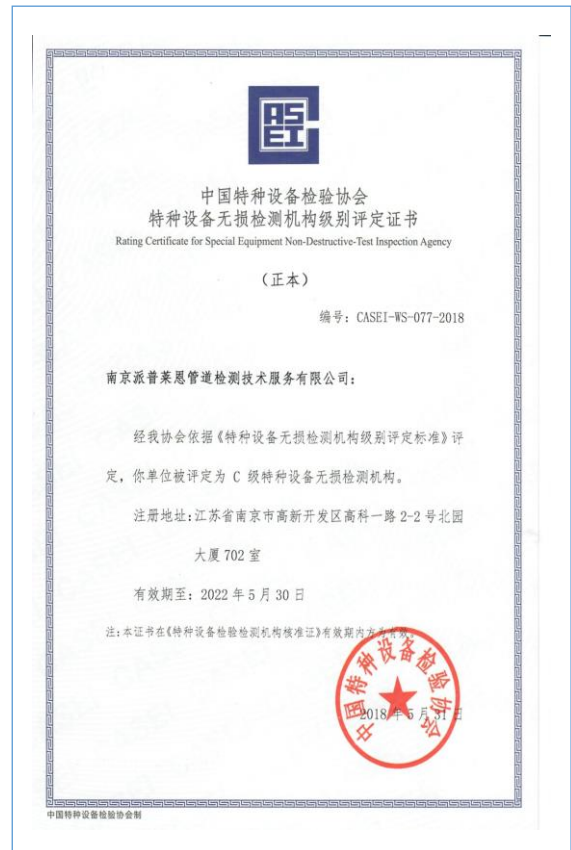 ASEI
中国特种设备检验协会
特种设备无损检测机构级别评定证书
Rating Certificate for Special Equipment Non-Destructive-Test Inspection Agency
(正本)
编号: CASEI-WS-077-2018
南京派普莱恩管道检测技术服务有限公司:
经我协会依据《特种设备无损检测机构级别评定标准》评
定, 你单位被评定为 C 级特种设备无损检测机构。
注册地址:江苏省南京市高新开发区高科一路 2-2 号北园
大厦 702 室
有效期至: 2022 年 5 月 30 日
注:本证书在《特种设备检验检测机构核准证》有效期内方为有效。
中国特种设备检验协会
2018 年 5 月 31 日
中国特种设备检验协会制